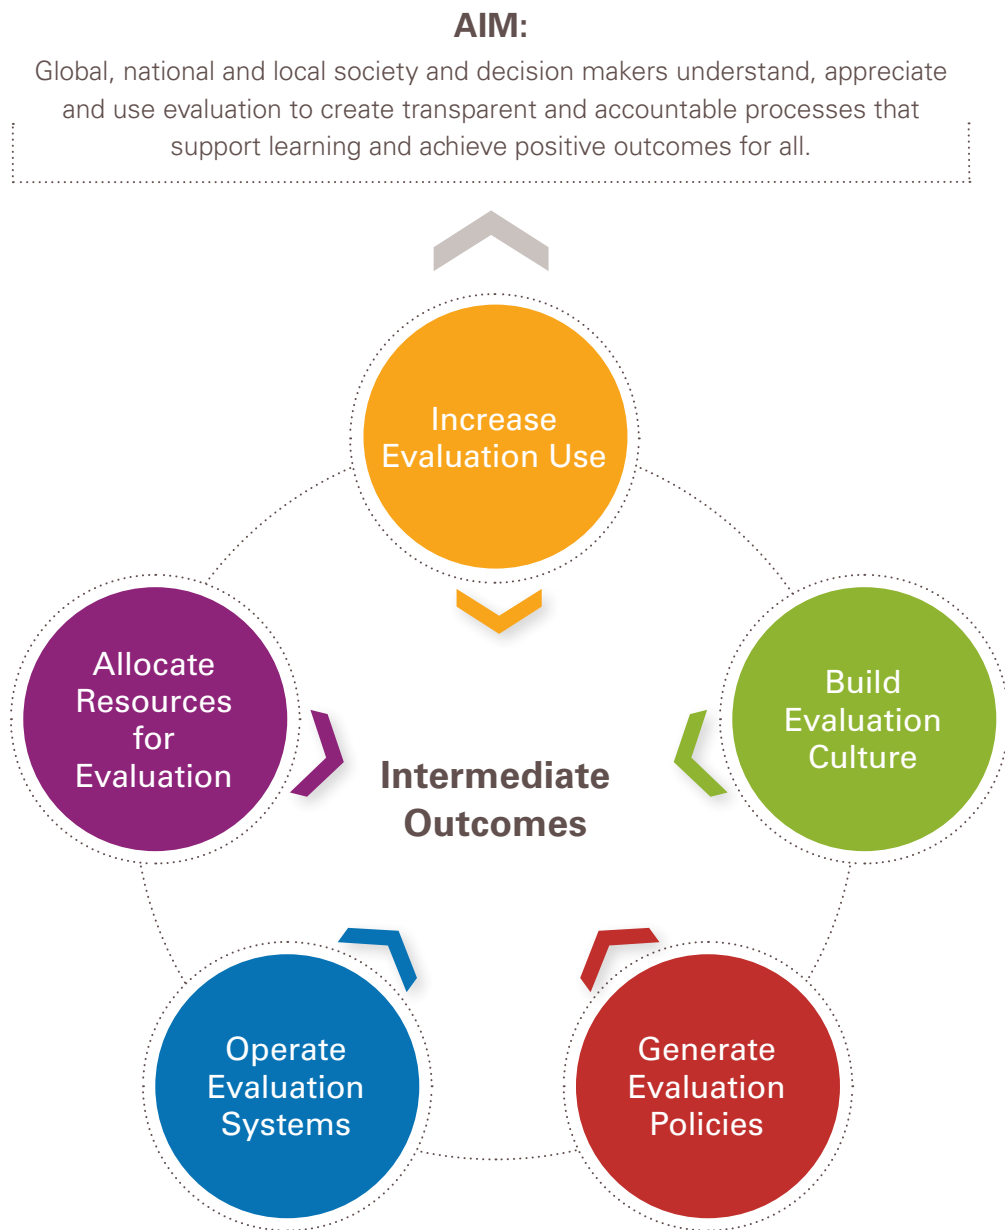 AIM:
Global, national and local society and decision makers understand, appreciate
and use evaluation to create transparent and accountable processes that
support learning and achieve positive outcomes for all.
Increase
Evaluation Use
Allocate
Resources
for
Evaluation
Build
Evaluation
Culture
Intermediate
Outcomes
Operate
Evaluation
Systems
Generate
Evaluation
Policies